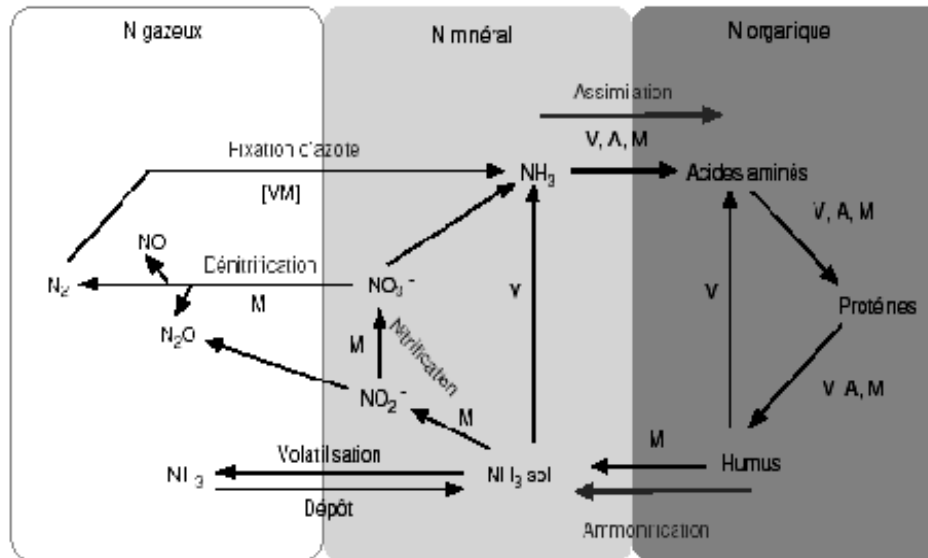 N gazeux
N minéral
N organique
Assimilation
V, A, M
Fixation d'azote
[VM]
NH₃
Acides aminés
V, A, M
NO
Dénitrification
N₂
M
NO₃⁻
V
V
Protéines
N₂O
M
Nitrification
NO₂⁻
M
V A, M
M
Humus
Volatilisation
NH₃
NH₃ sol
Dépôt
Ammonification